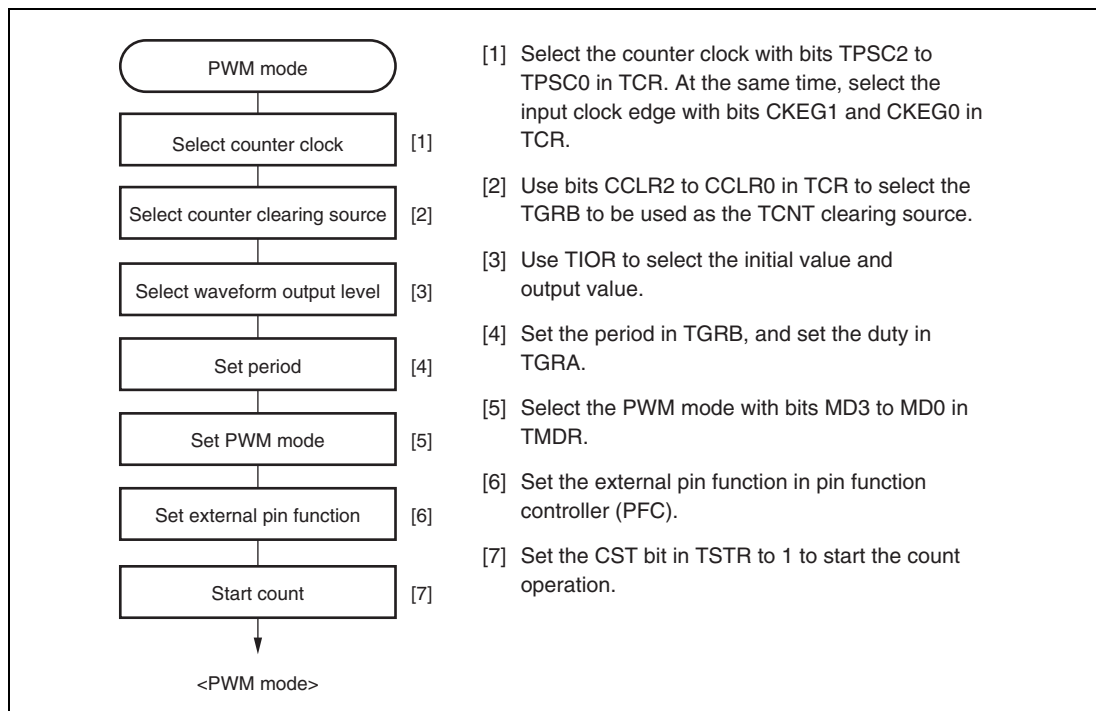 PWM mode
Select counter clock
[1]
Select counter clearing source
[2]
Select waveform output level
[3]
Set period
[4]
Set PWM mode
[5]
Set external pin function
[6]
Start count
[7]
<PWM mode>
[1] Select the counter clock with bits TPSC2 to
TPSC0 in TCR. At the same time, select the
input clock edge with bits CKEG1 and CKEG0 in
TCR.
[2] Use bits CCLR2 to CCLR0 in TCR to select the
TGRB to be used as the TCNT clearing source.
[3] Use TIOR to select the initial value and
output value.
[4] Set the period in TGRB, and set the duty in
TGRA.
[5] Select the PWM mode with bits MD3 to MD0 in
TMDR.
[6] Set the external pin function in pin function
controller (PFC).
[7] Set the CST bit in TSTR to 1 to start the count
operation.